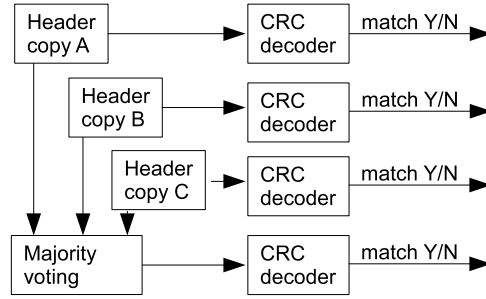 Header
copy A
CRC
decoder
match Y/N
Header
copy B
CRC
decoder
match Y/N
Header
copy C
CRC
decoder
match Y/N
Majority
voting
CRC
decoder
match Y/N